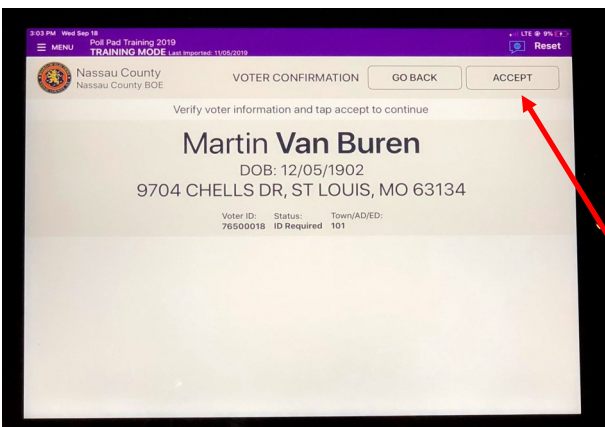 3:03 PM Wed Sep 18
LTE 9%
MENU
Poll Pad Training 2019
TRAINING MODE Last Imported: 11/05/2019
Reset
Nassau County
Nassau County BOE
VOTER CONFIRMATION
GO BACK
ACCEPT
Verify voter information and tap accept to continue
Martin Van Buren
DOB: 12/05/1902
9704 CHELLS DR, ST LOUIS, MO 63134
Voter ID: Status: Town/AD/ED:
76500018 ID Required 101